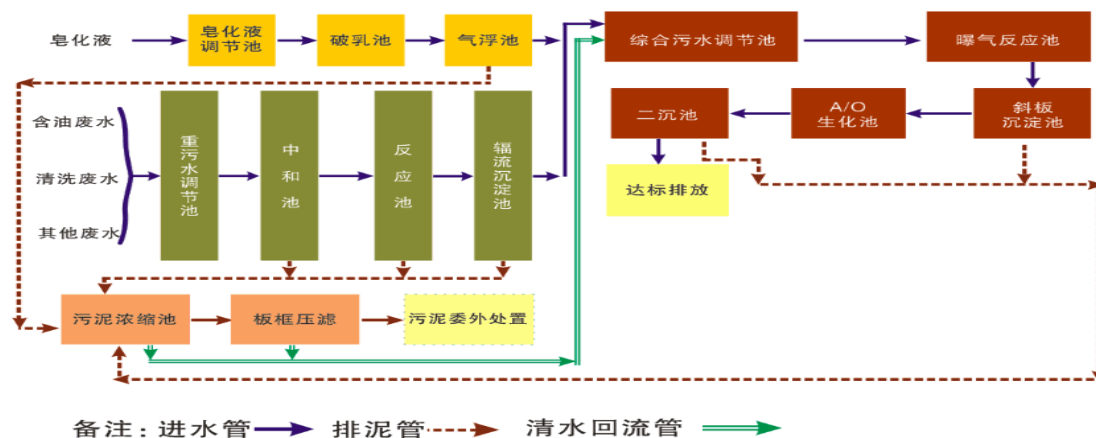 皂化液
皂化液
调节池
破乳池
气浮池
综合污水调节池
曝气反应池
含油废水
清洗废水
其他废水
重污水调节池
中和池
反应池
辐流沉淀池
二沉池
A/O
生化池
斜板
沉淀池
达标排放
污泥浓缩池
板框压滤
污泥委外处置
备注:进水管
排泥管
清水回流管